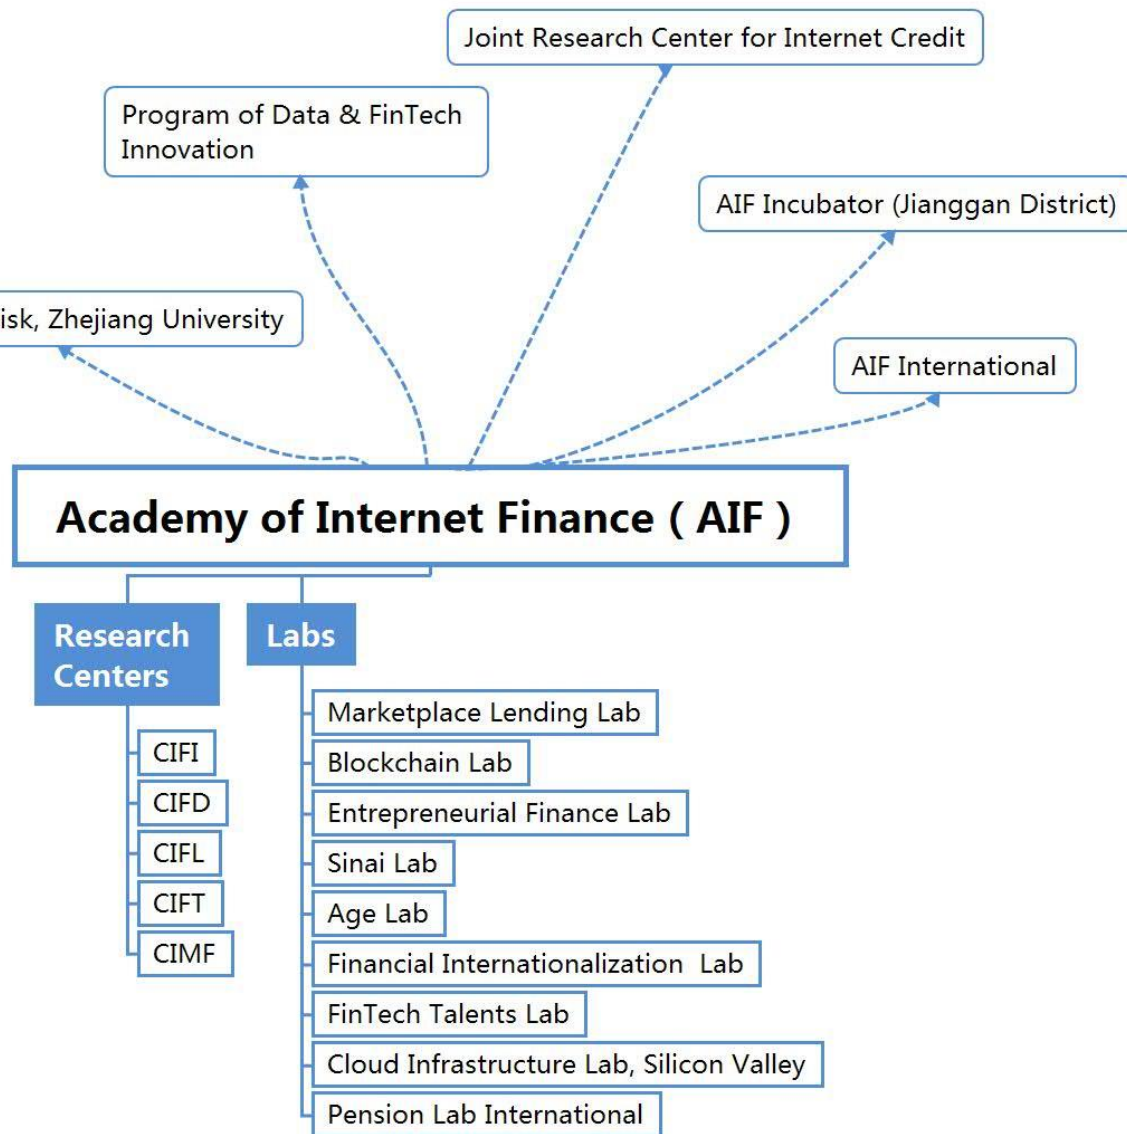 Joint Research Center for Internet Credit
Program of Data & FinTech
Innovation
AIF Incubator (Jianggan District)
Zhejiang University
AIF International
Academy of Internet Finance ( AIF )
Research
Centers
Labs
CIFI
CIFD
CIFL
CIFT
CIMF
Marketplace Lending Lab
Blockchain Lab
Entrepreneurial Finance Lab
Sinai Lab
Age Lab
Financial Internationalization Lab
FinTech Talents Lab
Cloud Infrastructure Lab, Silicon Valley
Pension Lab International